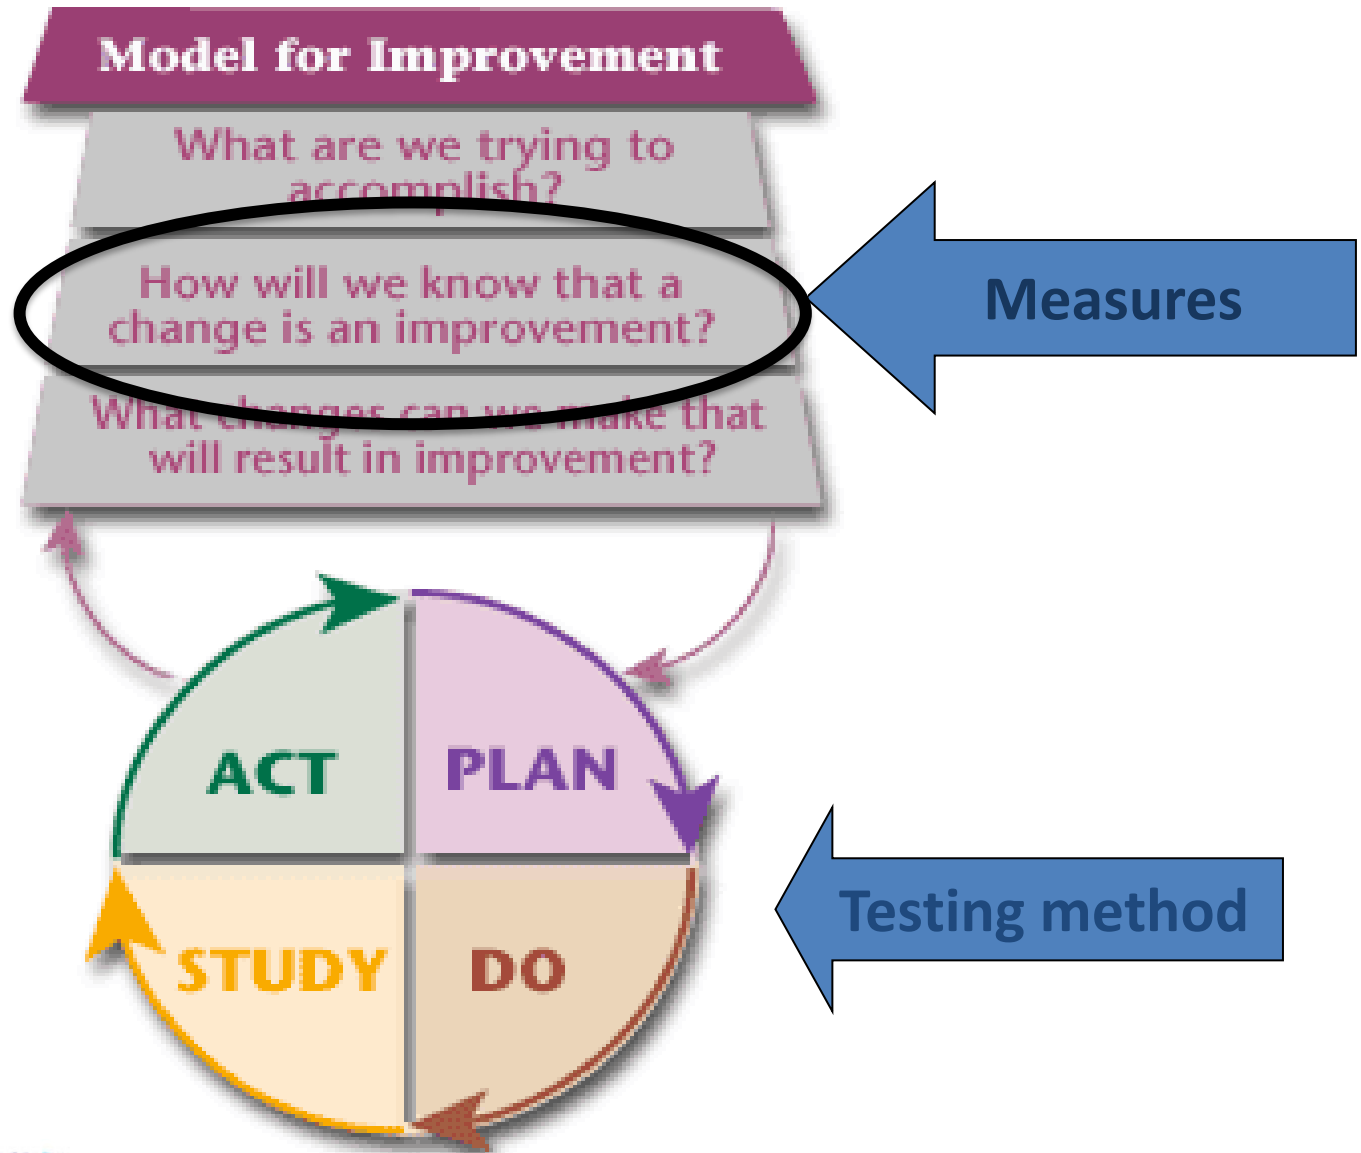 Model for Improvement
What are we trying to
accomplish?
How will we know that a
change is an improvement?
Measures
What changes can we make that
will result in improvement?
ACT
PLAN
Testing method
STUDY
DO